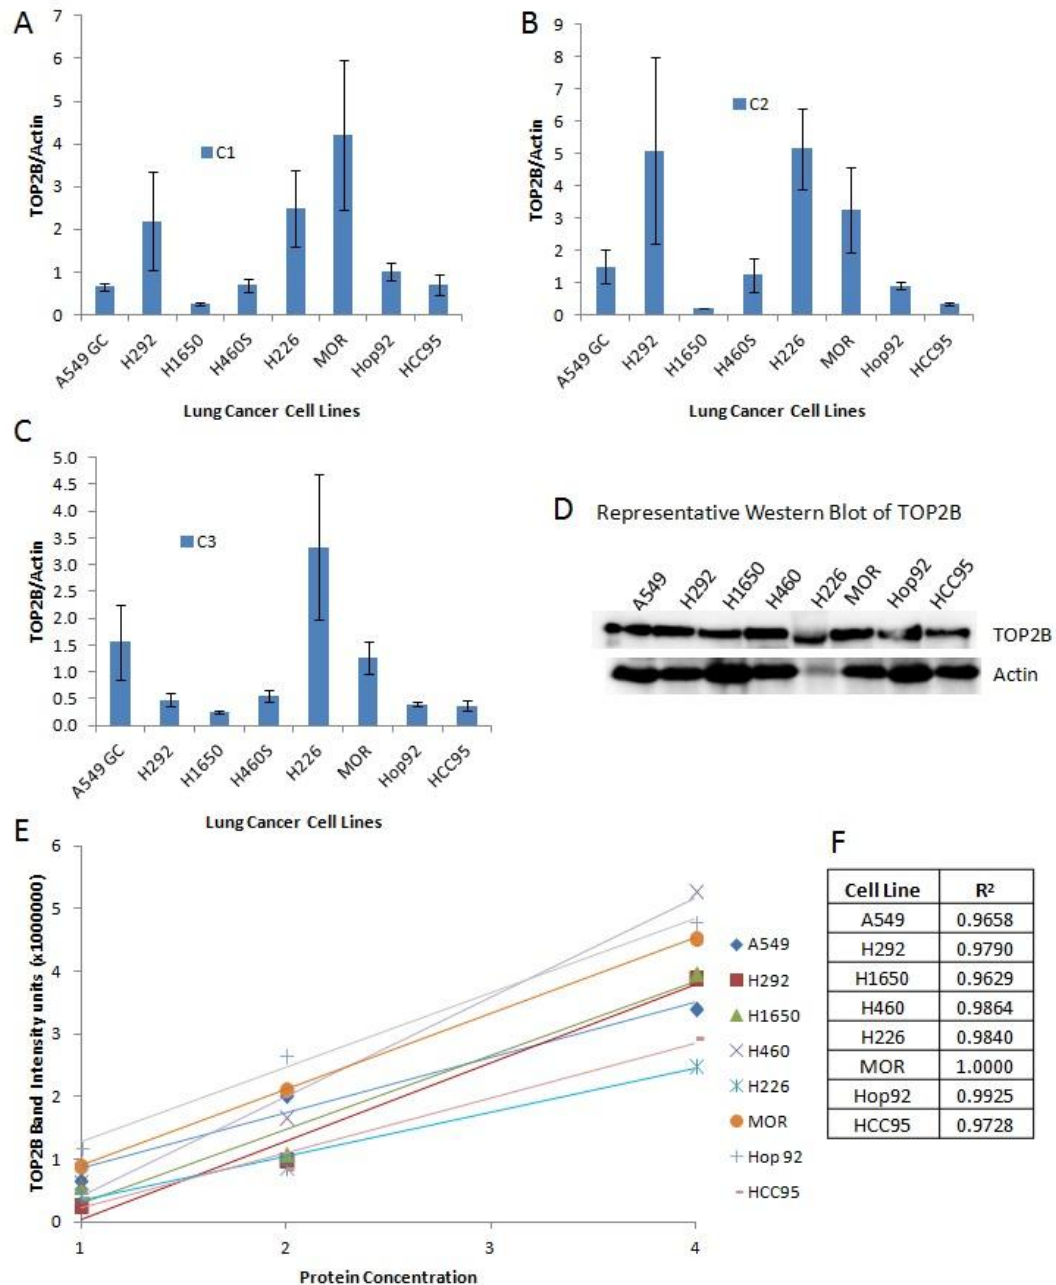 A
7
6
5
4
3
2
1
0
TOP2B/Actin
C1
A549 GC
H292
H1650
H460S
H226
MOR
Hop92
HCC95
Lung Cancer Cell Lines
B
9
8
7
6
5
4
3
2
1
0
TOP2B/Actin
C2
A549 GC
H292
H1650
H460S
H226
MOR
Hop92
HCC95
Lung Cancer Cell Lines
C
5.0
4.5
4.0
3.5
3.0
2.5
2.0
1.5
1.0
0.5
0.0
TOP2B/Actin
C3
A549 GC
H292
H1650
H460S
H226
MOR
Hop92
HCC95
Lung Cancer Cell Lines
D Representative Western Blot of TOP2B
A549
H292
H1650
H460
H226
MOR
Hop92
HCC95
TOP2B
Actin
E
6
5
4
3
2
1
0
TOP2B Band Intensity units (x1000000)
1 2 3 4
Protein Concentration
A549
H292
H1650
H460
H226
MOR
Hop 92
HCC95
F
Cell Line R²
A549 0.9658
H292 0.9790
H1650 0.9629
H460 0.9864
H226 0.9840
MOR 1.0000
Hop92 0.9925
HCC95 0.9728